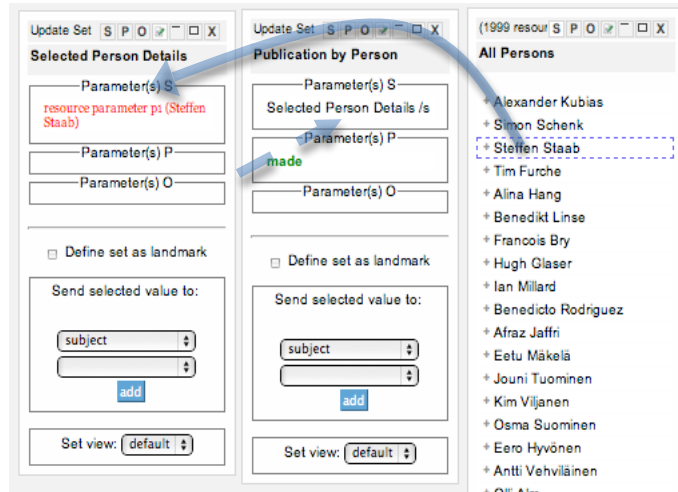 Update Set S P O X
Selected Person Details
Parameter(s) S
resource parameter p1 (Steffen
Staab)
Parameter(s) P
Parameter(s) O
Define set as landmark
Send selected value to:
subject
add
Set view: default
Update Set S P O X
Publication by Person
Parameter(s) S
Selected Person Details /s
Parameter(s) P
made
Parameter(s) O
Define set as landmark
Send selected value to:
subject
add
Set view: default
(1999 resour S P O X
All Persons
+ Alexander Kubias
+ Simon Schenk
+ Steffen Staab
+ Tim Furche
+ Alina Hang
+ Benedikt Linse
+ Francois Bry
+ Hugh Glaser
+ Ian Millard
+ Benedicto Rodriguez
+ Afraz Jaffri
+ Eetu Mäkelä
+ Jouni Tuominen
+ Kim Viljanen
+ Osma Suominen
+ Eero Hyvönen
+ Antti Vehviläinen